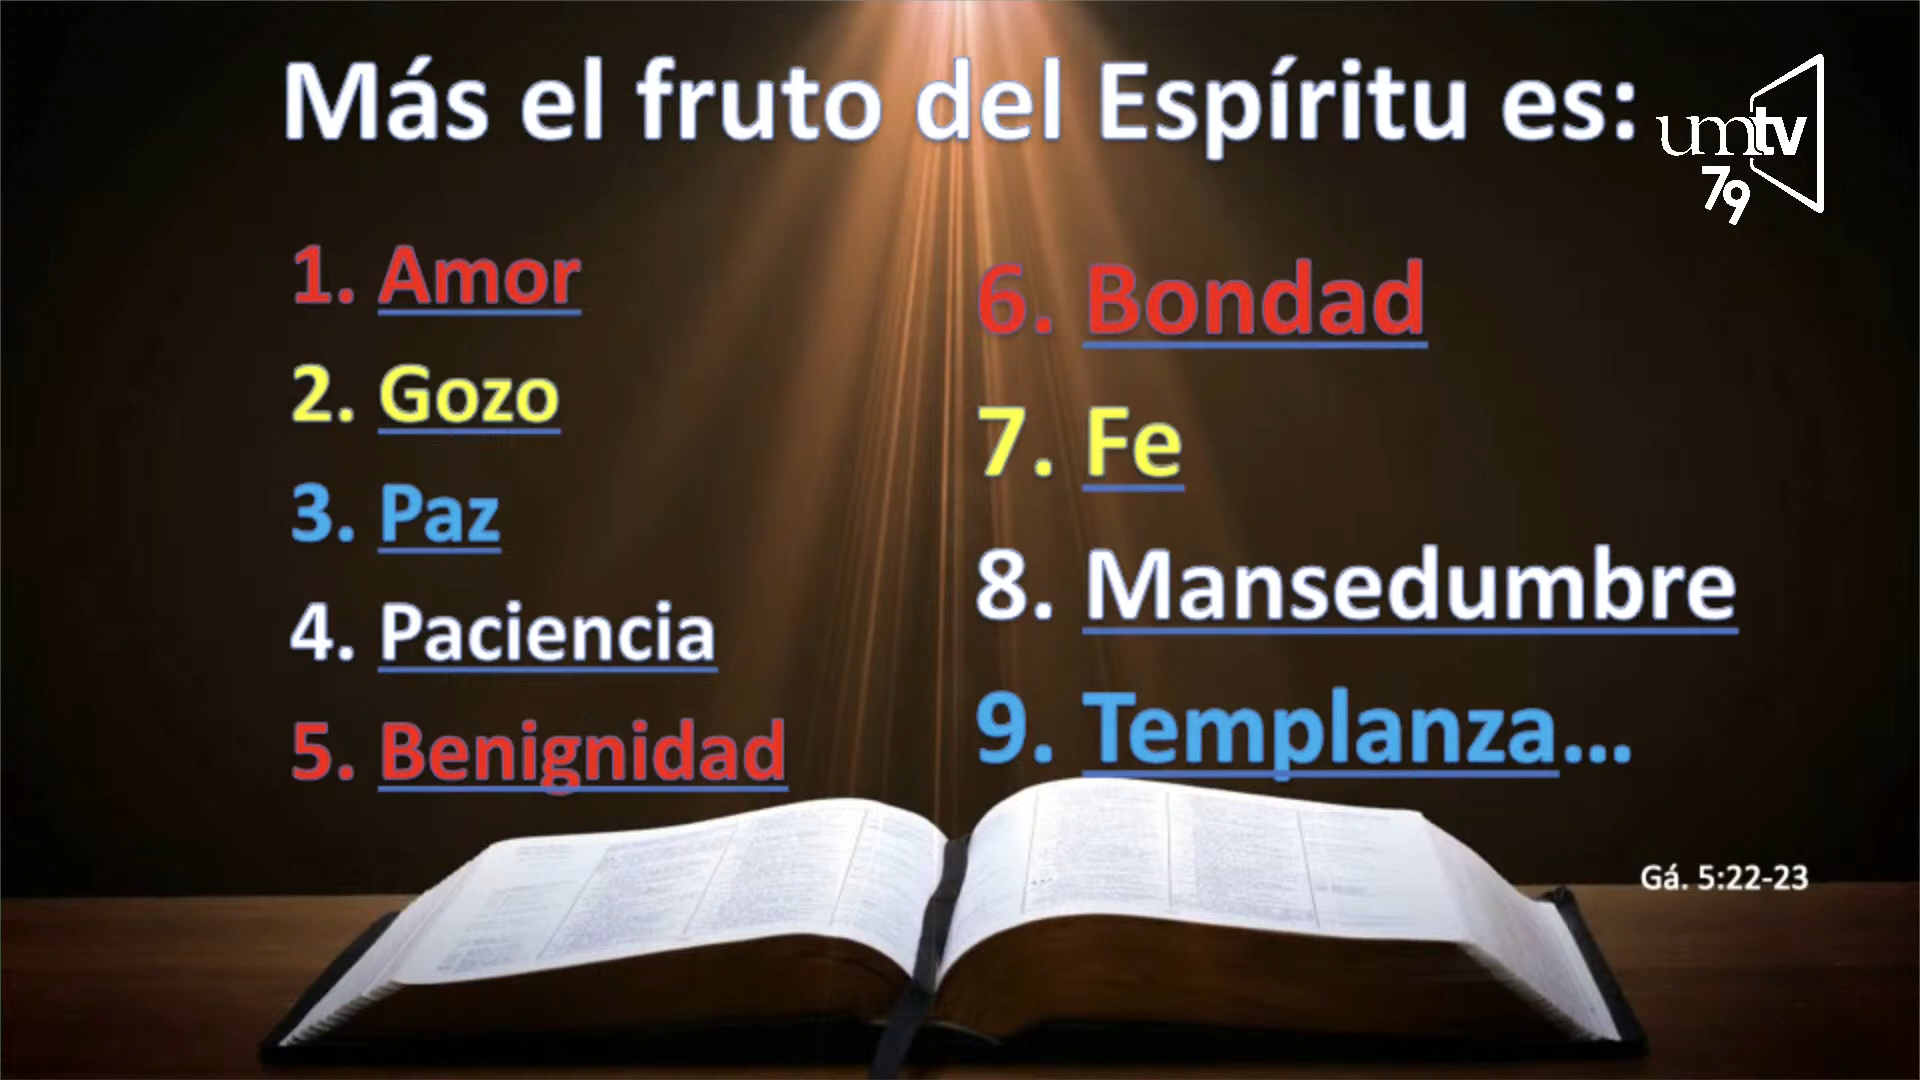 Más el fruto del Espíritu es:
umtv
79
1. Amor
2. Gozo
3. Paz
4. Paciencia
5. Benignidad
6. Bondad
7. Fe
8. Mansedumbre
9. Templanza...
Gá. 5:22-23